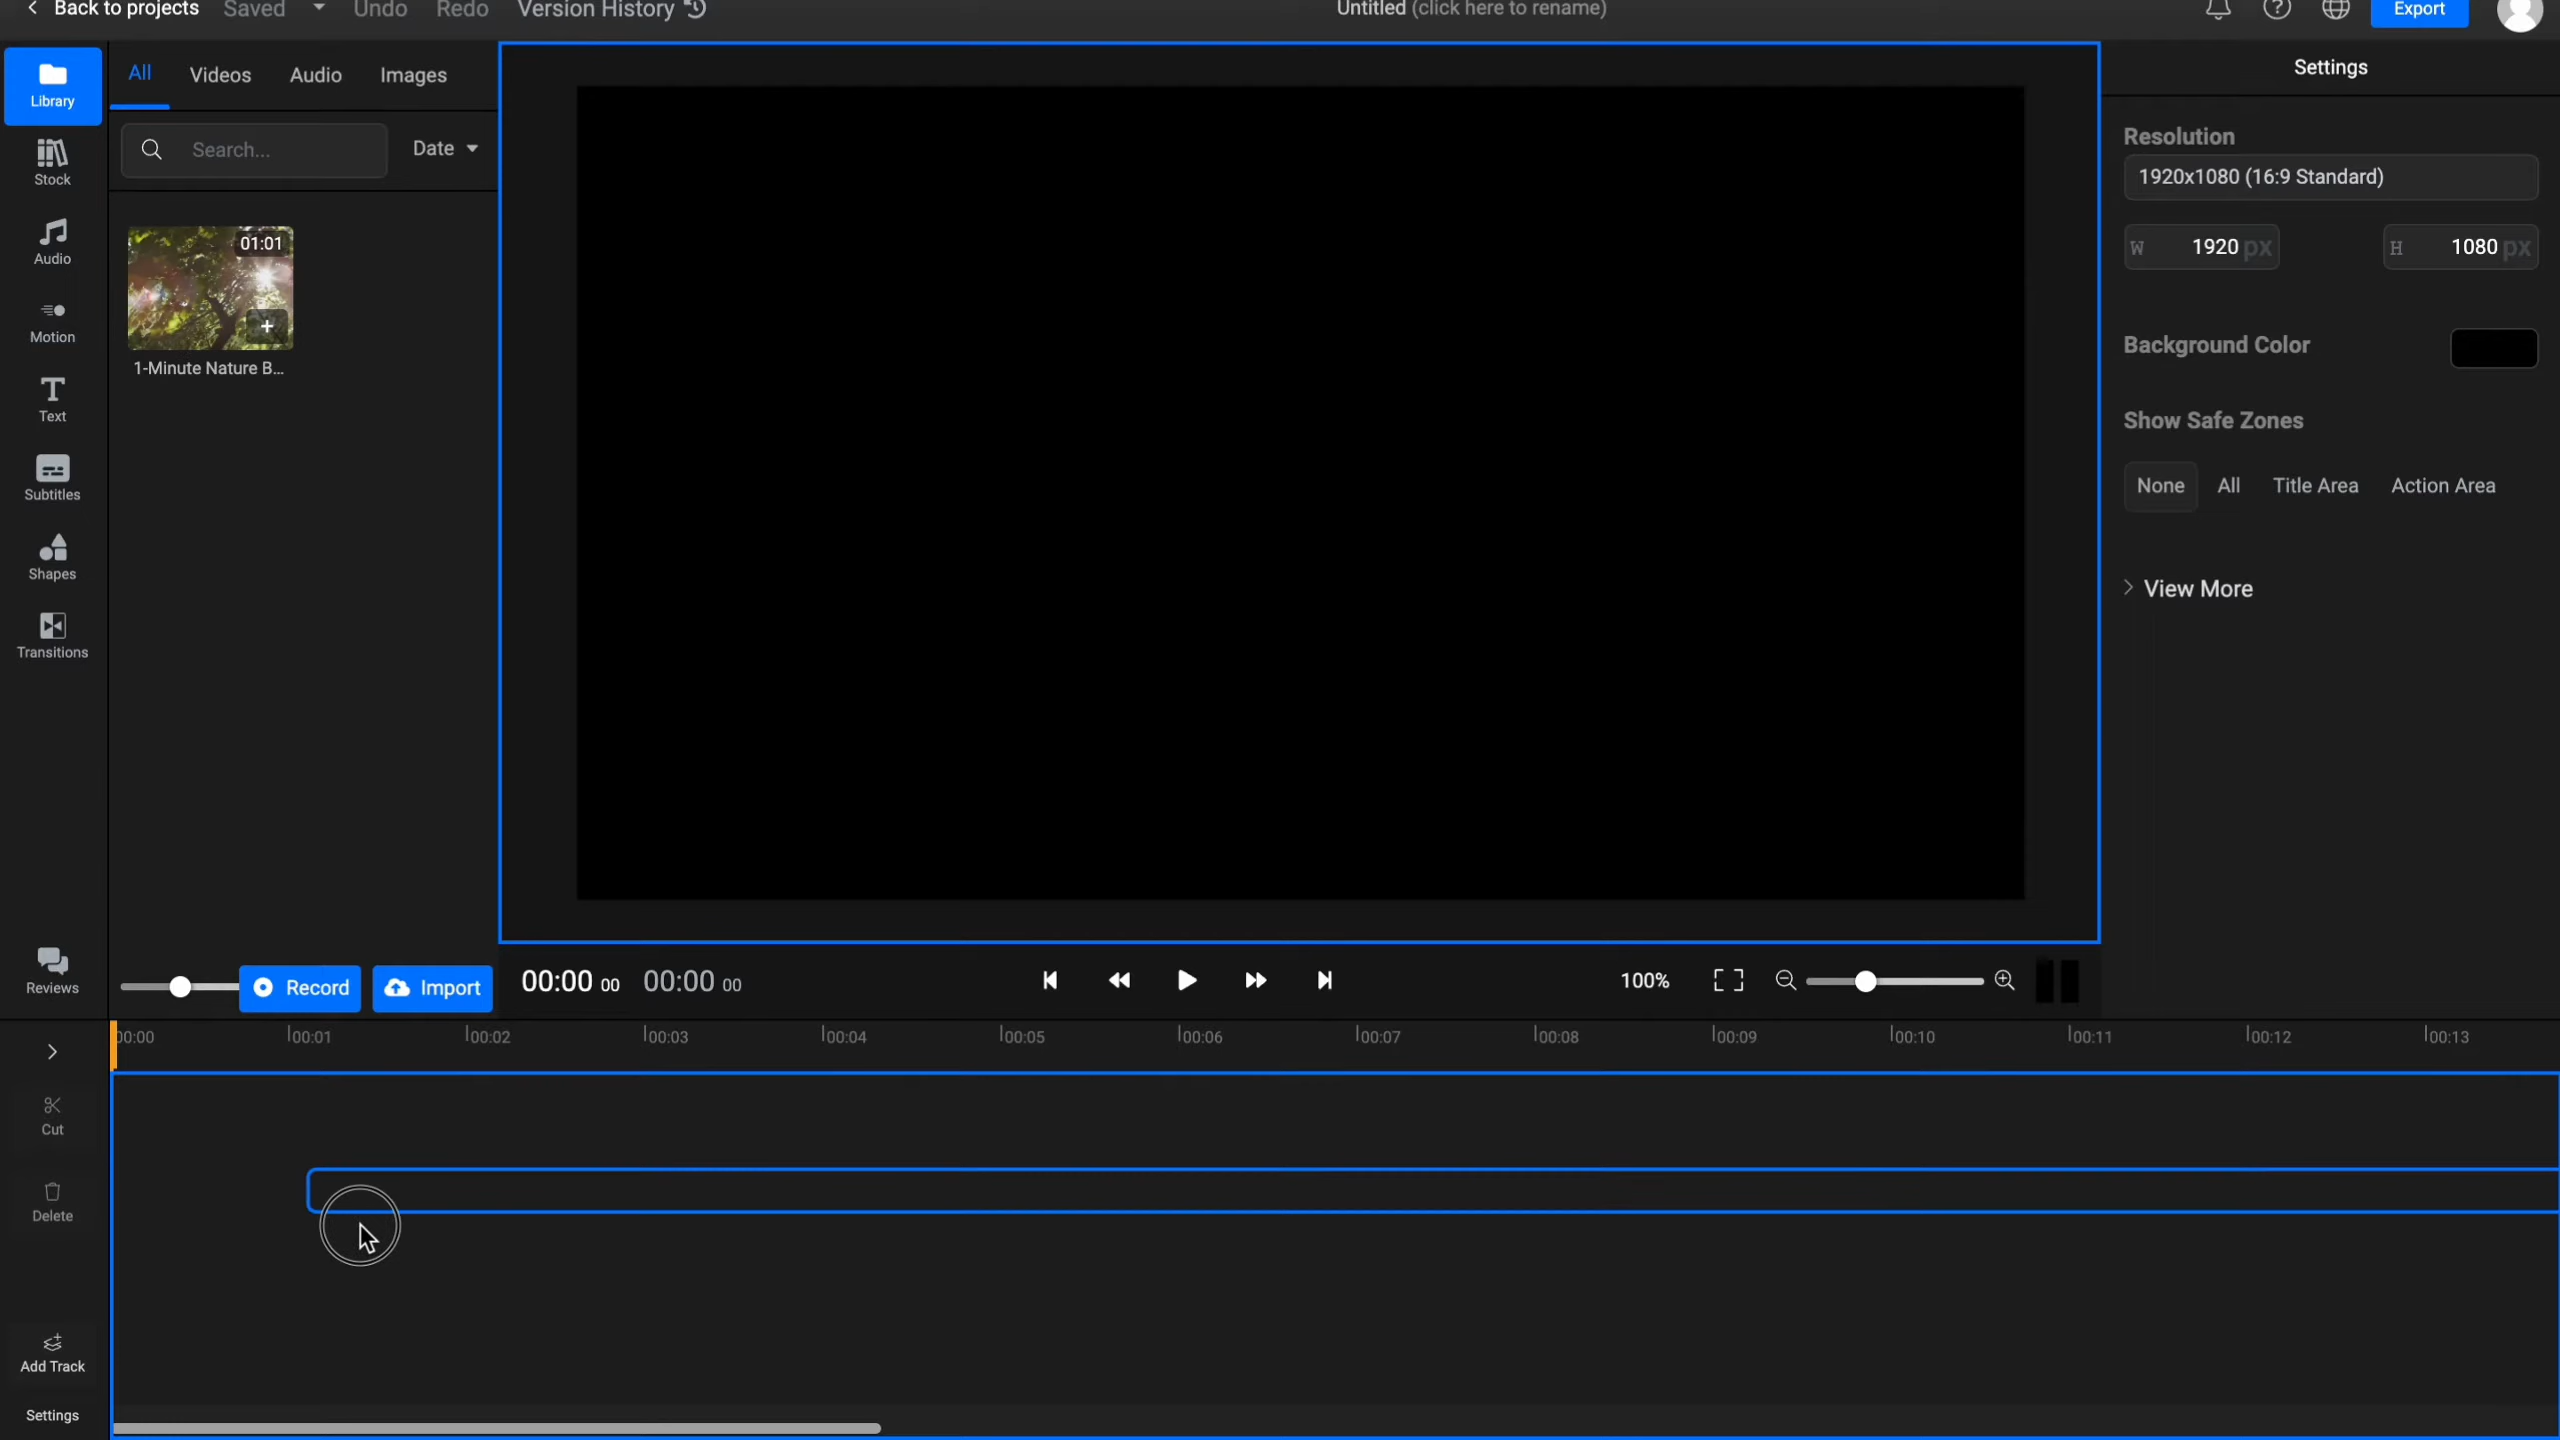 Back to projects Saved Undo Redo Version History Untitled (click here to rename) Export
All Videos Audio Images
Settings
Library
Search... Date
Resolution
1920x1080 (16:9 Standard)
Stock
W 1920 px H 1080 px
Audio
01:01
Motion
1-Minute Nature B...
Background Color
Text
Show Safe Zones
None All Title Area Action Area
Subtitles
Shapes
View More
Transitions
Reviews
Record Import 00:00 00 00:00 00 100%
00:00 00:01 00:02 00:03 00:04 00:05 00:06 00:07 00:08 00:09 00:10 00:11 00:12 00:13
Cut
Delete
Add Track
Settings